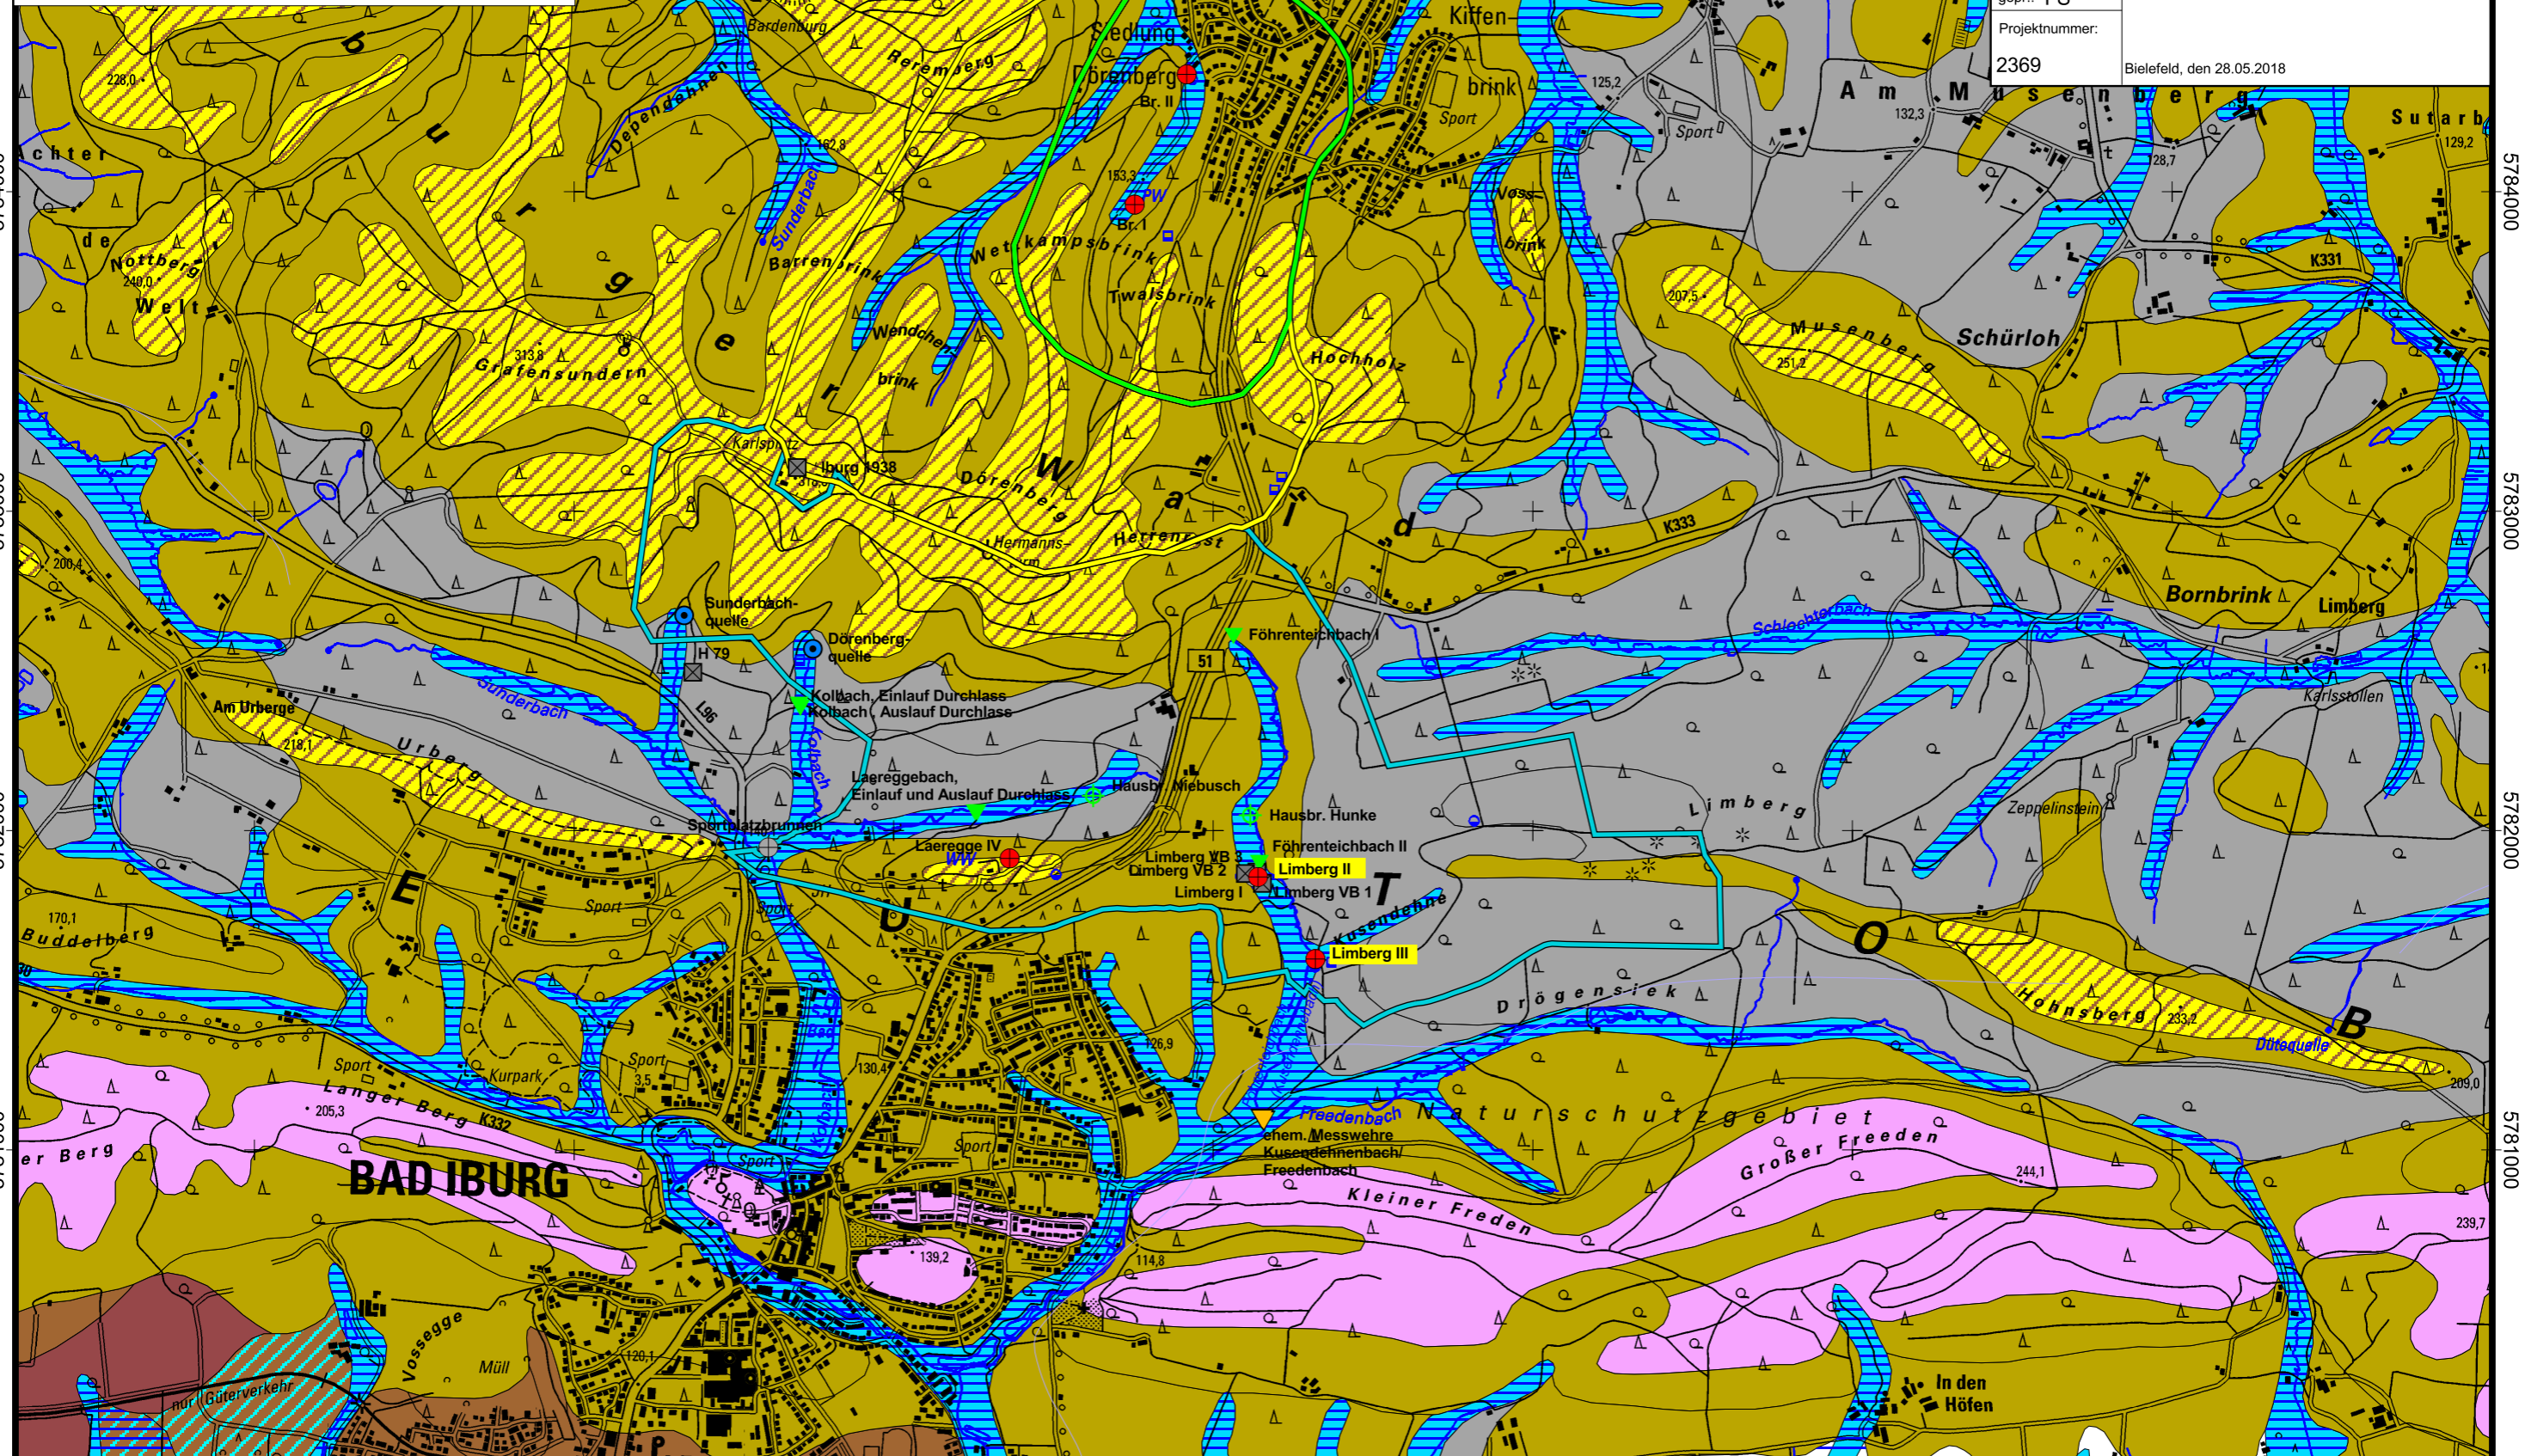 Projektnummer:
2369
Bielefeld, den 28.05.2018
Bardenburg
Siedlung
Dörenberg
Br. II
Kiffen-
brink
Sport
228,0
b
u
r
g
e
r
W
a
l
d
Reremberg
Dependehnen
125,2
Sport
Am Musenberg
132,3
Sutarb
129,2
Achter
de
Welt
Nottberg
240,0
Sunderbach
153,3
PW
Br. I
Wetkampsbrink
Twalsbrink
Voss-
brink
Barrenbrink
5784000
K331
28,7
207,5
Musenberg
251,2
Schürloh
Hochholz
Wendchen-
brink
313,8
Grafensundern
Karlsplatz
Iburg 1938
Dörenberg
Hermanns-
Herrenrest
K333
5783000
200,4
Bornbrink
Limberg
Schlochterbach
Karlsstollen
Sunderbach-
quelle
H 79
Dörenberg-
quelle
Föhrenteichbach I
51
Kolbach, Einlauf Durchlass
Kolbach, Auslauf Durchlass
L96
Kolbach
Am Urberge
218,1
Urberg
Sunderbach
Laereggebach,
Einlauf und Auslauf Durchlass
Hausbr. Niebusch
Hausbr. Hunke
Limberg
Zeppelinstein
Sportplatzbrunnen
Laeregge IV
WW
Föhrenteichbach II
Limberg VB 3
Limberg VB 2
Limberg II
Limberg I
Limberg VB 1
5782000
E
U
T
O
B
Kusendehne
Limberg III
Sport
Sport
170,1
Buddelberg
Drögensiek
Hohnsberg
233,2
Dütequelle
209,0
126,9
130,4
Sport
Kurpark
Sport
3,5
Langer Berg
K332
205,3
er Berg
BAD IBURG
Sport
Sport
Kolbach
Freedenbach
Naturschutzgebiet
ehem. Messwehre
Kusendehnenbach/
Freedenbach
Großer Freeden
244,1
Kleiner Freden
5781000
239,7
139,2
114,8
Vossegge
Müll
120,1
nur Güterverkehr
In den
Höfen
P